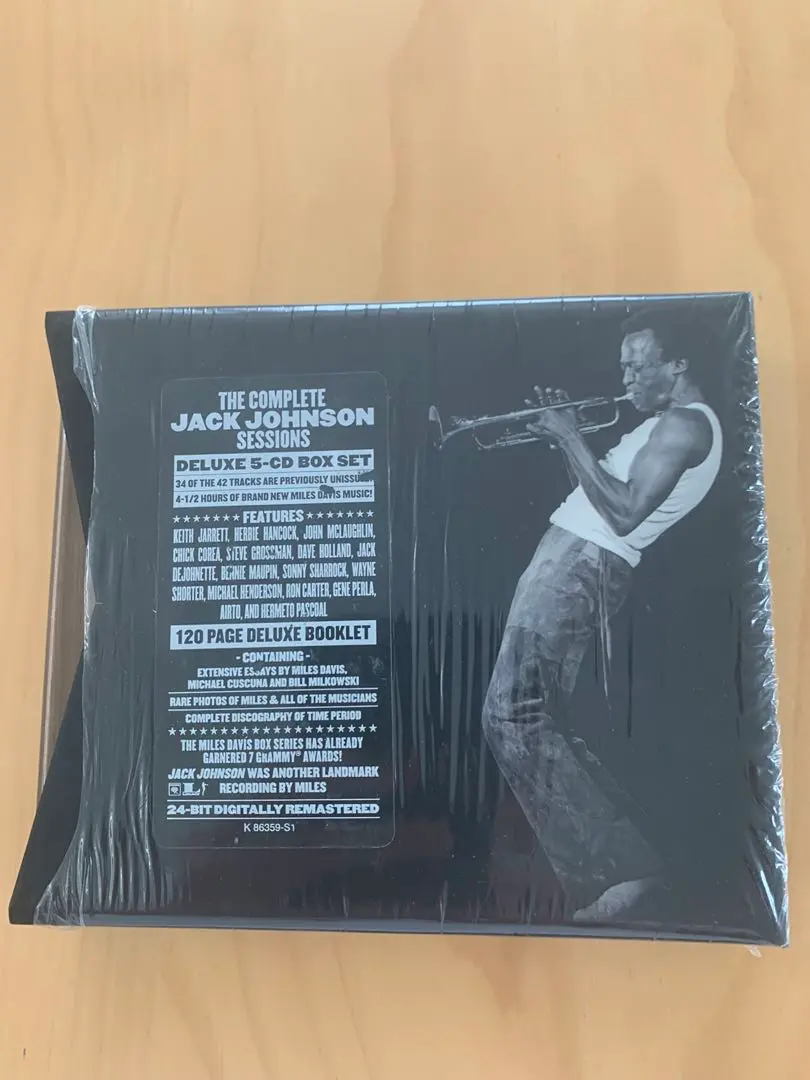 THE COMPLETE
JACK JOHNSON
SESSIONS
DELUXE 5-CD BOX SET
34 OF THE 42 TRACKS ARE PREVIOUSLY
4-1/2 HOURS OF BRAND NEW MILES DAVIS MUSIC!
★★★★★★★ FEATURES ★★★★★★★
KEITH JARRETT, HERBIE HANCOCK, JOHN MCLAUGHLIN,
CHICK COREA, STEVE GROSSMAN, DAVE HOLLAND, JACK
DEJOHNETTE, BENNIE MAUPIN, SONNY SHARROCK, WAYNE
SHORTER, MICHAEL HENDERSON, RON CARTER, GENE PERLA,
AIRTO, AND HERMETO PASCOAL
120 PAGE DELUXE BOOKLET
- CONTAINING -
EXTENSIVE ESSAYS BY MILES DAVIS,
MICHAEL CUSCUNA AND BILL MILKOWSKI
RARE PHOTOS OF MILES & ALL OF THE MUSICIANS
COMPLETE DISCOGRAPHY OF TIME PERIOD
THE MILES DAVIS BOX SERIES HAS ALREADY
GARNERED 7 GRAMMY® AWARDS!
JACK JOHNSON WAS ANOTHER LANDMARK
RECORDING BY MILES
24-BIT DIGITALLY REMASTERED
K 86359-S1